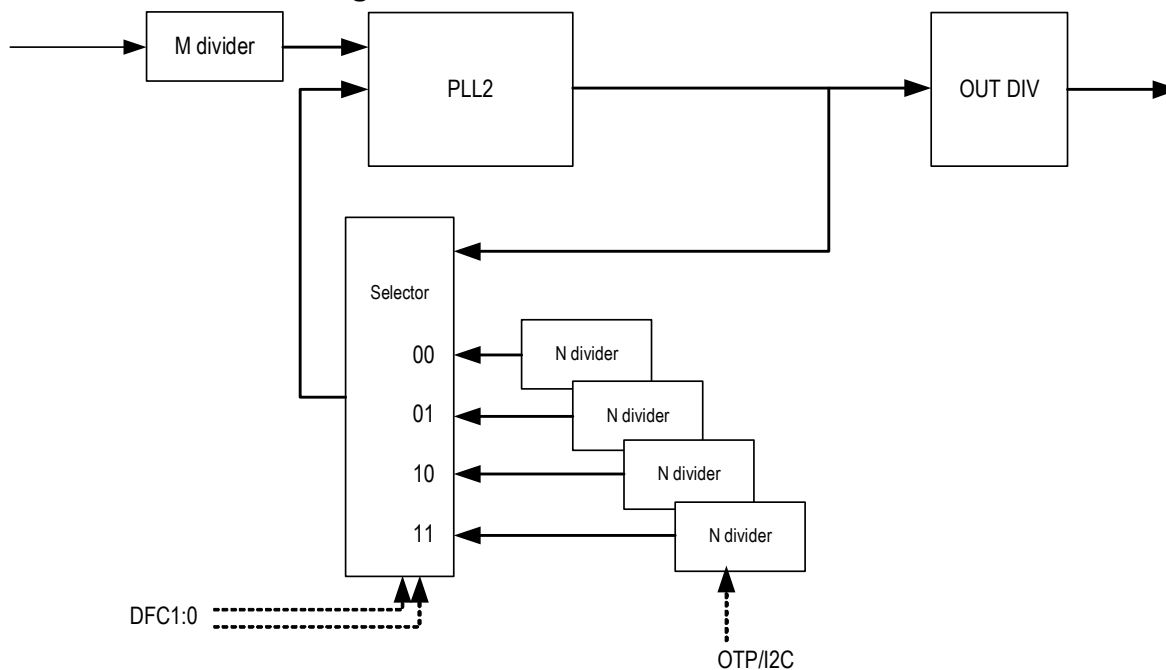 M divider
PLL2
OUT DIV
Selector
00
N divider
01
N divider
10
N divider
11
N divider
DFC1:0
OTP/I2C